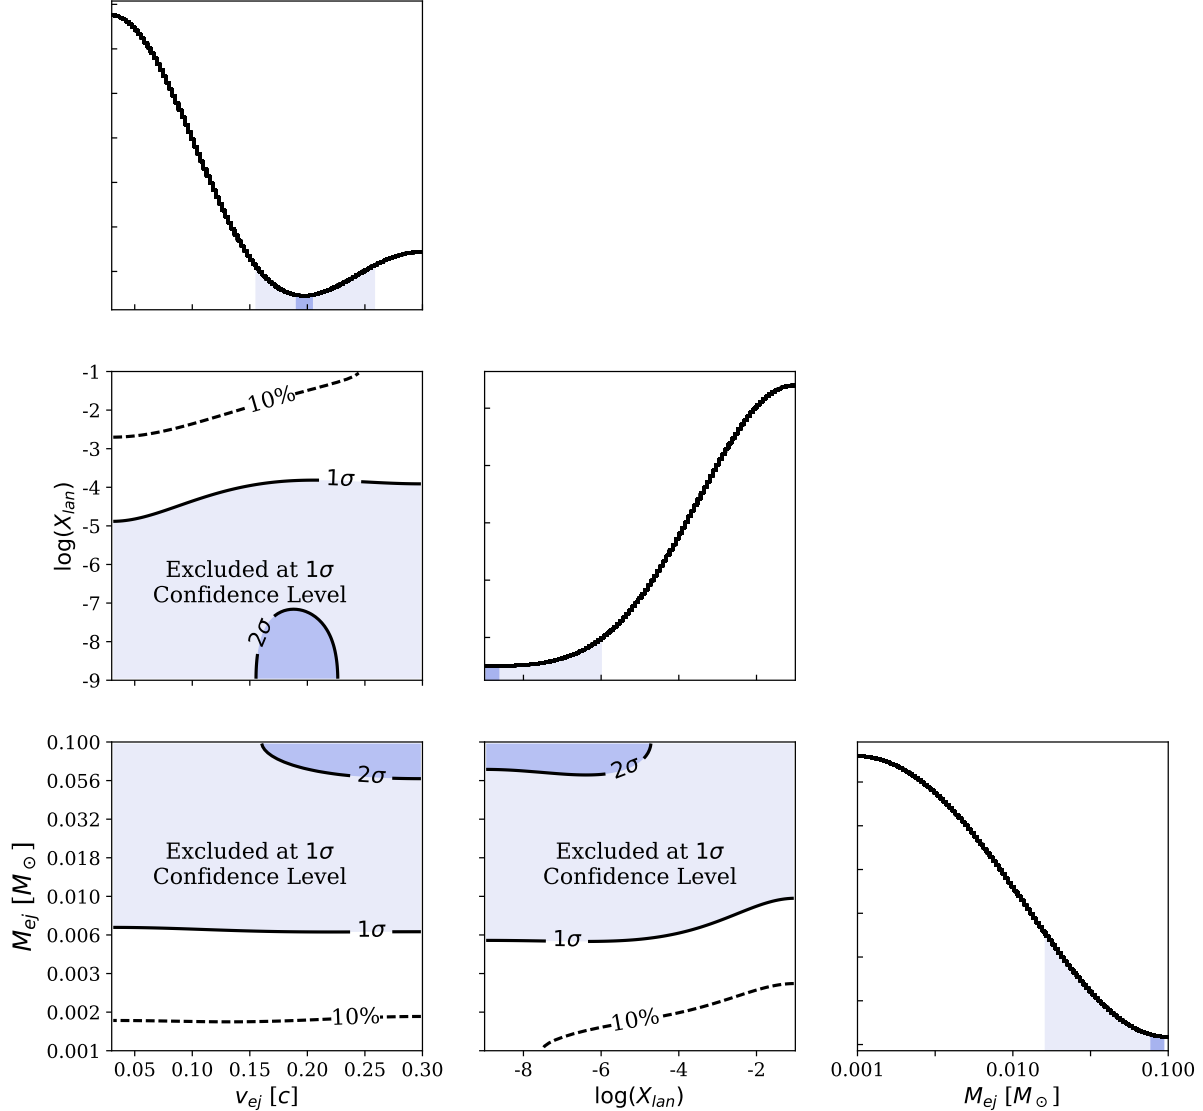 -1
-2
-3
-4
-5
-6
-7
-8
-9
log(X_lan)
10%
1σ
Excluded at 1σ
Confidence Level
2σ
0.100
0.056
0.032
0.018
0.010
0.006
0.003
0.002
0.001
M_ej [M_⊙]
2σ
Excluded at 1σ
Confidence Level
1σ
10%
0.05 0.10 0.15 0.20 0.25 0.30
v_ej [c]
2σ
Excluded at 1σ
Confidence Level
1σ
10%
-8 -6 -4 -2
log(X_lan)
0.001 0.010 0.100
M_ej [M_⊙]